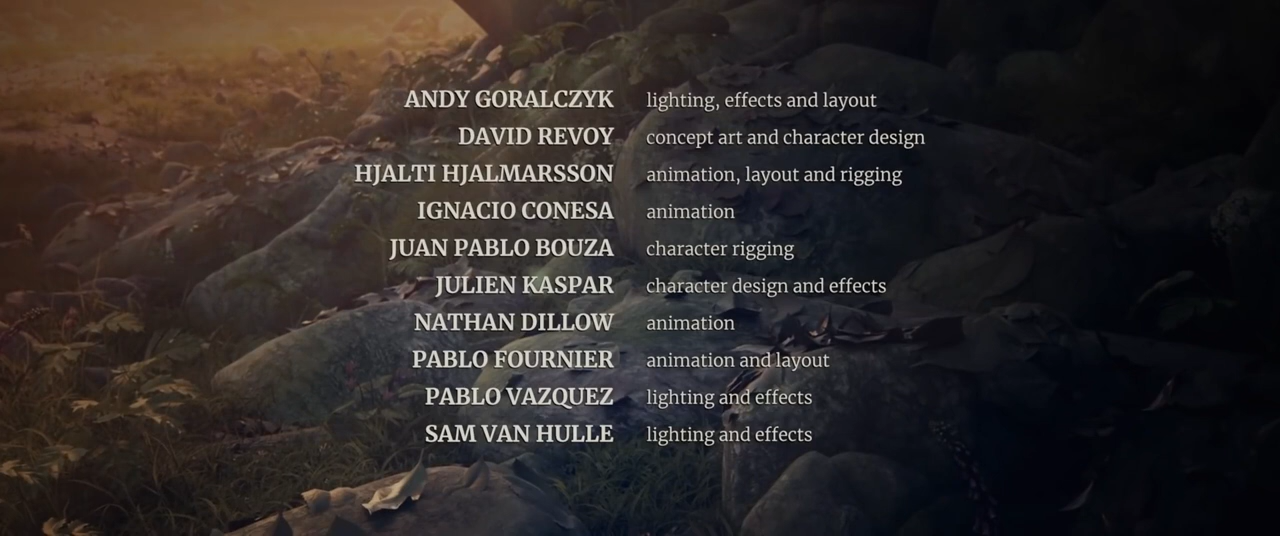 ANDY GORALCZYK lighting, effects and layout
DAVID REVOY concept art and character design
HJALTI HJALMARSSON animation, layout and rigging
IGNACIO CONESA animation
JUAN PABLO BOUZA character rigging
JULIEN KASPAR character design and effects
NATHAN DILLOW animation
PABLO FOURNIER animation and layout
PABLO VAZQUEZ lighting and effects
SAM VAN HULLE lighting and effects